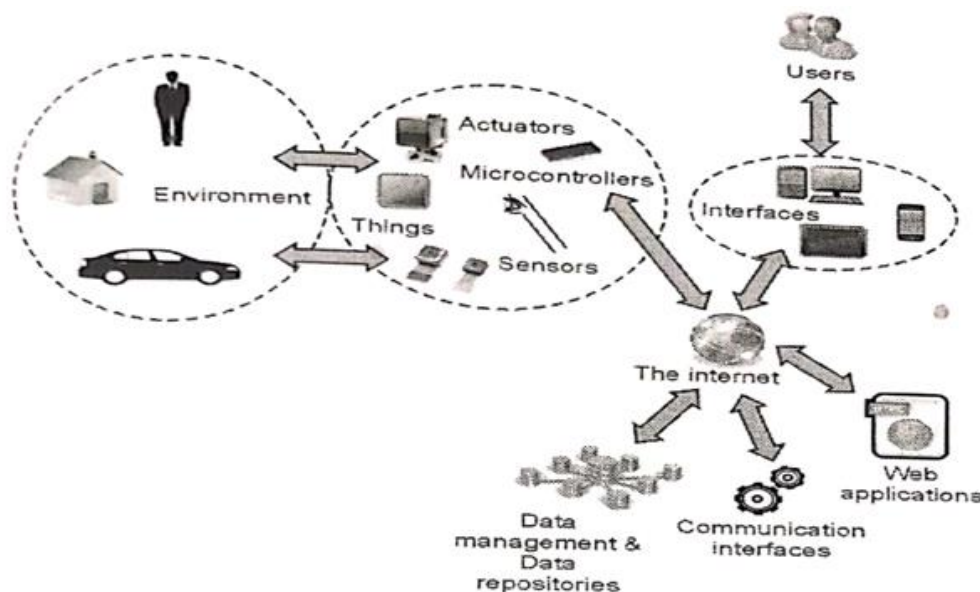 Users
Actuators
Microcontrollers
Environment
Things
Sensors
Interfaces
The internet
Web
applications
Data
management &
Data
repositories
Communication
interfaces